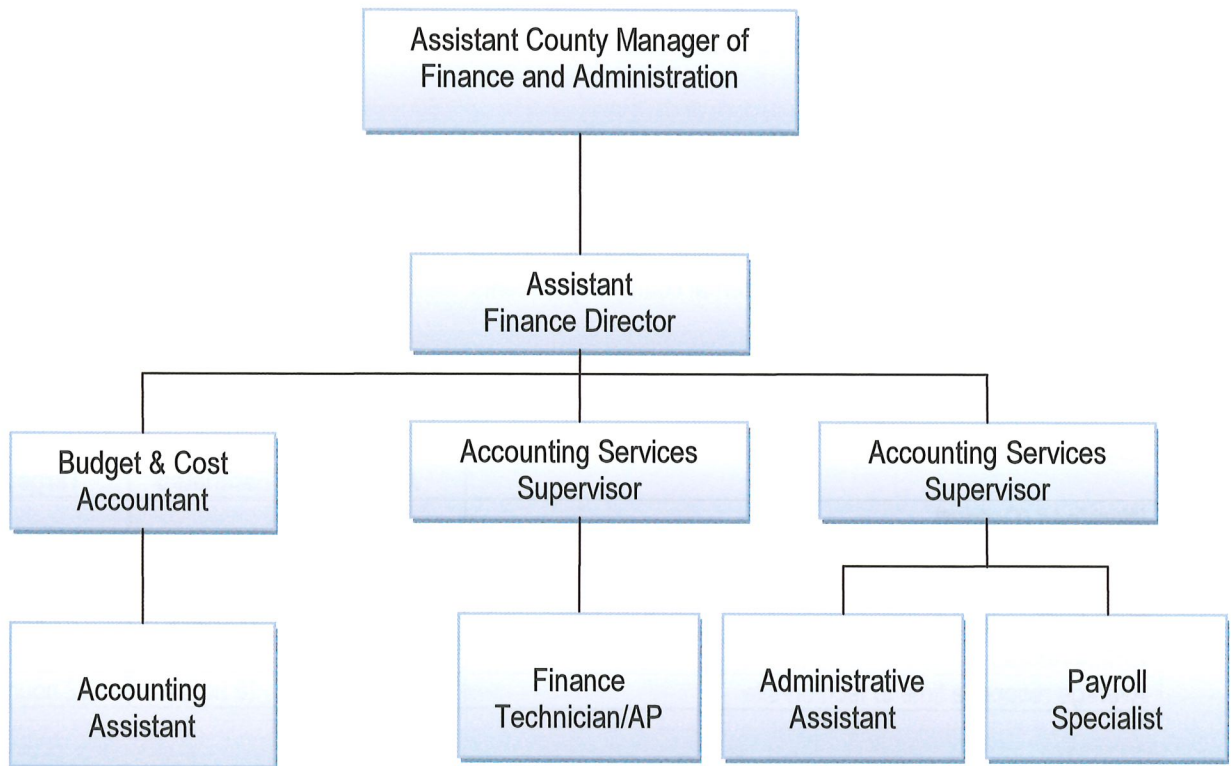 Assistant County Manager of
Finance and Administration
Assistant
Finance Director
Budget & Cost
Accountant
Accounting Services
Supervisor
Accounting Services
Supervisor
Accounting
Assistant
Finance
Technician/AP
Administrative
Assistant
Payroll
Specialist